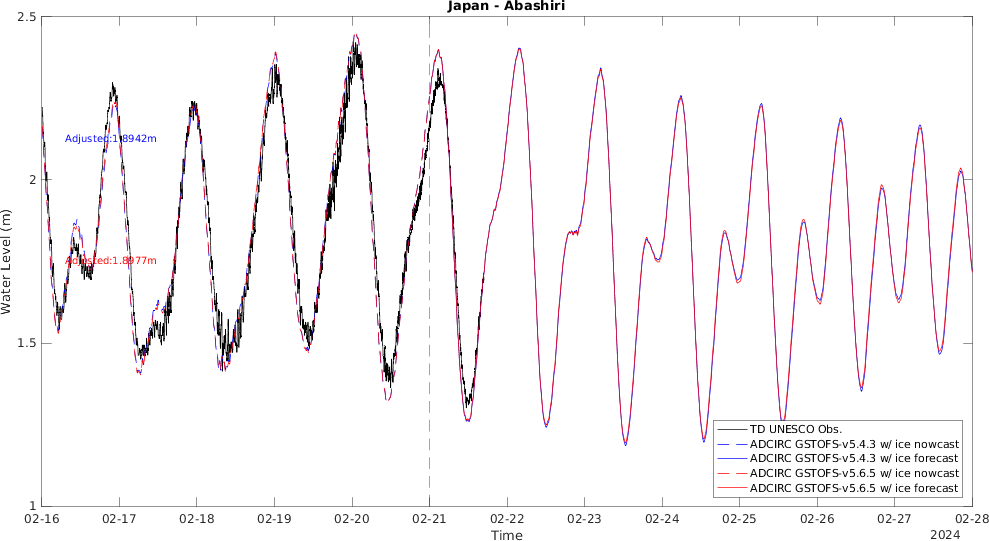 Japan - Abashiri
2.5
2
1.5
1
Water Level (m)
Adjusted:1.8942m
Adjusted:1.8977m
TD UNESCO Obs.
ADCIRC GSTOFS-v5.4.3 w/ ice nowcast
ADCIRC GSTOFS-v5.4.3 w/ ice forecast
ADCIRC GSTOFS-v5.6.5 w/ ice nowcast
ADCIRC GSTOFS-v5.6.5 w/ ice forecast
02-16 02-17 02-18 02-19 02-20 02-21 02-22 02-23 02-24 02-25 02-26 02-27 02-28
Time
2024